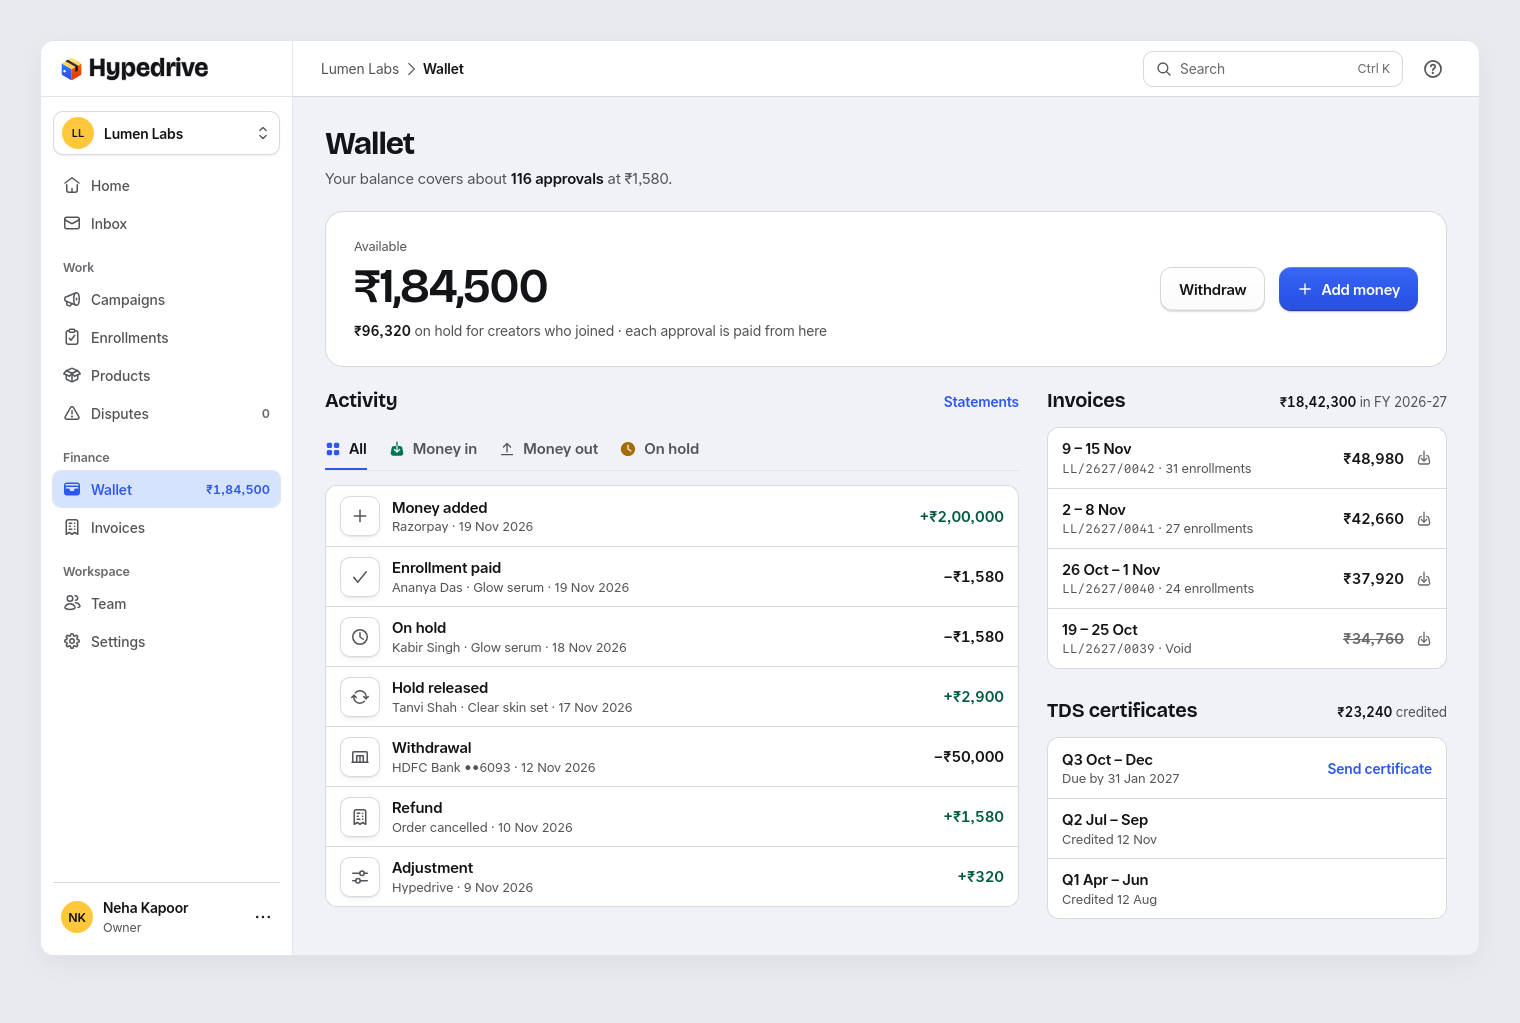 Hypedrive
Lumen Labs > Wallet
Search
Ctrl K
LL
Lumen Labs
Home
Inbox
Work
Campaigns
Enrollments
Products
Disputes 0
Finance
Wallet ₹1,84,500
Invoices
Workspace
Team
Settings
NK
Neha Kapoor
Owner
Wallet
Your balance covers about 116 approvals at ₹1,580.
Available
₹1,84,500
₹96,320 on hold for creators who joined · each approval is paid from here
Withdraw
Add money
Activity
Statements
All
Money in
Money out
On hold
Money added
Razorpay · 19 Nov 2026
+₹2,00,000
Enrollment paid
Ananya Das · Glow serum · 19 Nov 2026
−₹1,580
On hold
Kabir Singh · Glow serum · 18 Nov 2026
−₹1,580
Hold released
Tanvi Shah · Clear skin set · 17 Nov 2026
+₹2,900
Withdrawal
HDFC Bank ••6093 · 12 Nov 2026
−₹50,000
Refund
Order cancelled · 10 Nov 2026
+₹1,580
Adjustment
Hypedrive · 9 Nov 2026
+₹320
Invoices
₹18,42,300 in FY 2026-27
9 – 15 Nov
LL/2627/0042 · 31 enrollments
₹48,980
2 – 8 Nov
LL/2627/0041 · 27 enrollments
₹42,660
26 Oct – 1 Nov
LL/2627/0040 · 24 enrollments
₹37,920
19 – 25 Oct
LL/2627/0039 · Void
₹34,760
TDS certificates
₹23,240 credited
Q3 Oct – Dec
Due by 31 Jan 2027
Send certificate
Q2 Jul – Sep
Credited 12 Nov
Q1 Apr – Jun
Credited 12 Aug